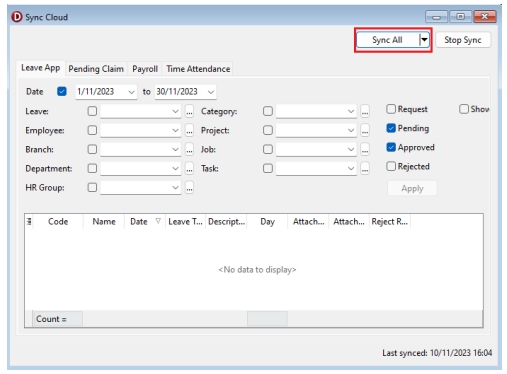 Sync Cloud
Sync All Stop Sync
Leave App Pending Claim Payroll Time Attendance
Date 1/11/2023 to 30/11/2023
Leave: ... Category: ... Request Show
Employee: ... Project: ... Pending
Branch: ... Job: ... Approved
Department: ... Task: ... Rejected
HR Group: ... Apply
Code Name Date Leave T... Descript... Day Attach... Attach... Reject R...
<No data to display>
Count =
Last synced: 10/11/2023 16:04